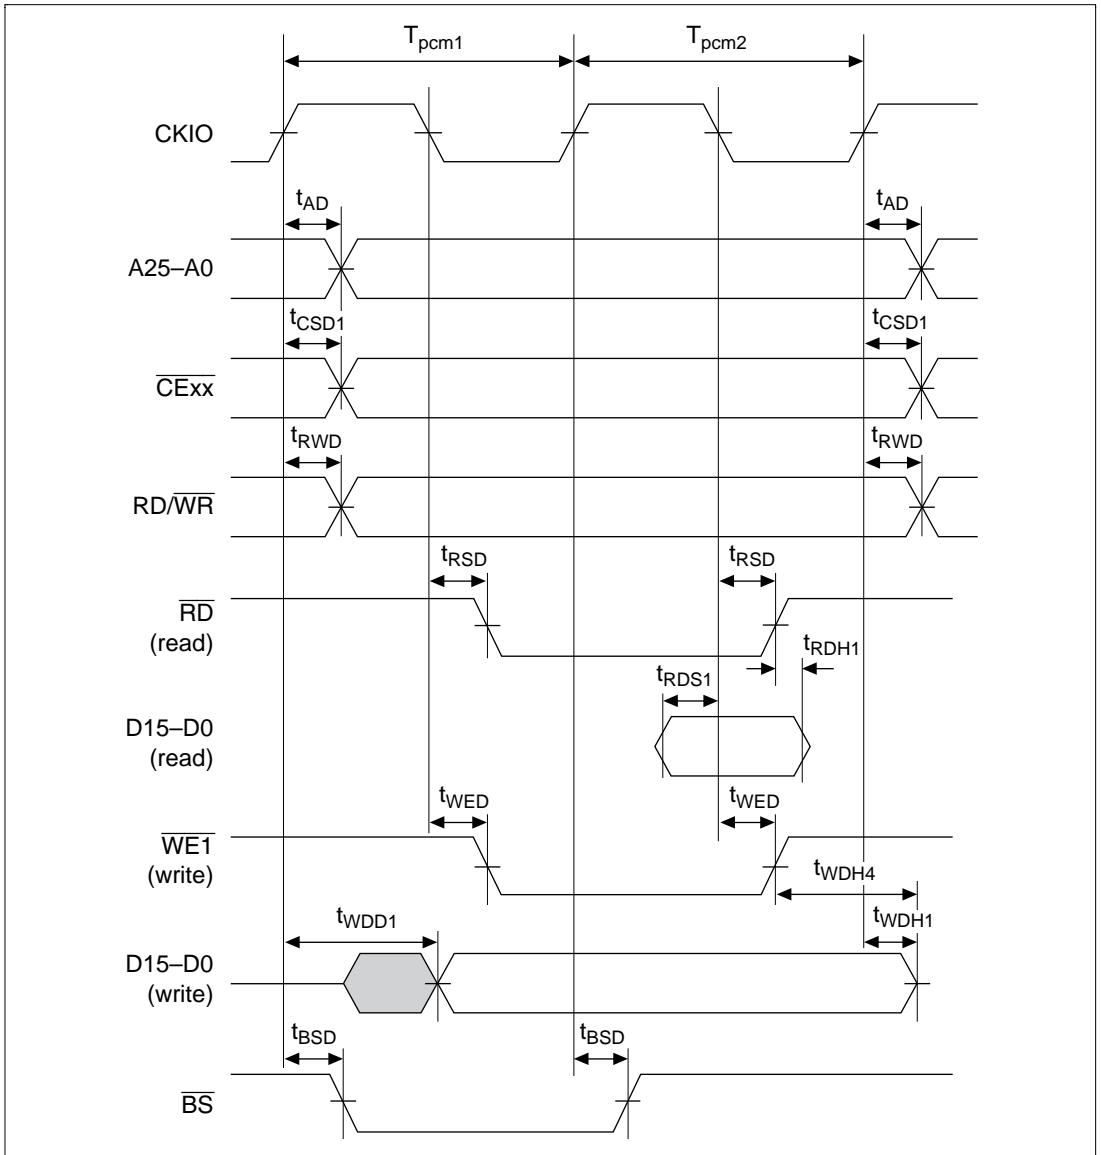 Tpcm1 Tpcm2
CKIO
tAD tAD
A25–A0
tCSD1 tCSD1
CExx
tRWD tRWD
RD/WR
tRSD tRSD
RD
(read)
tRDH1
tRDS1
D15–D0
(read)
tWED tWED
WE1
(write)
tWDH4
tWDD1 tWDH1
D15–D0
(write)
tBSD tBSD
BS